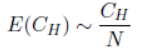 E(C_H) ∼ C_H / N